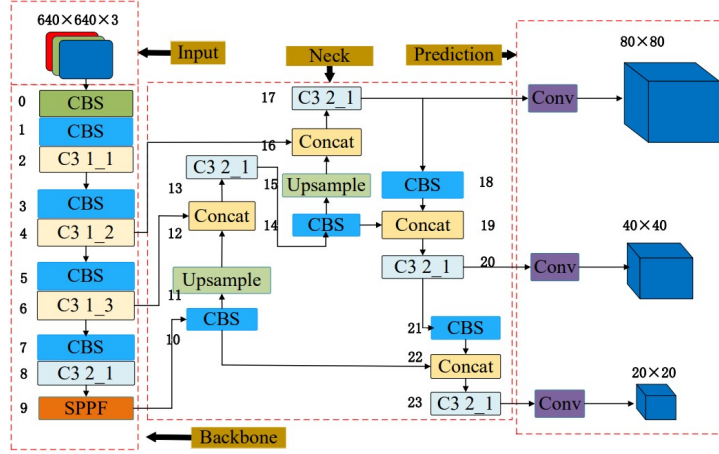 640×640×3
Input
Neck
Prediction
80×80
0 CBS
1 CBS
2 C3 1_1
3 CBS
4 C3 1_2
5 CBS
6 C3 1_3
7 CBS
8 C3 2_1
9 SPPF
Backbone
10 CBS
11 Upsample
12 Concat
13 C3 2_1
14 CBS
15 Upsample
16 Concat
17 C3 2_1
CBS 18
Concat 19
C3 2_1 20
21 CBS
22 Concat
23 C3 2_1
Conv
40×40
Conv
20×20
Conv